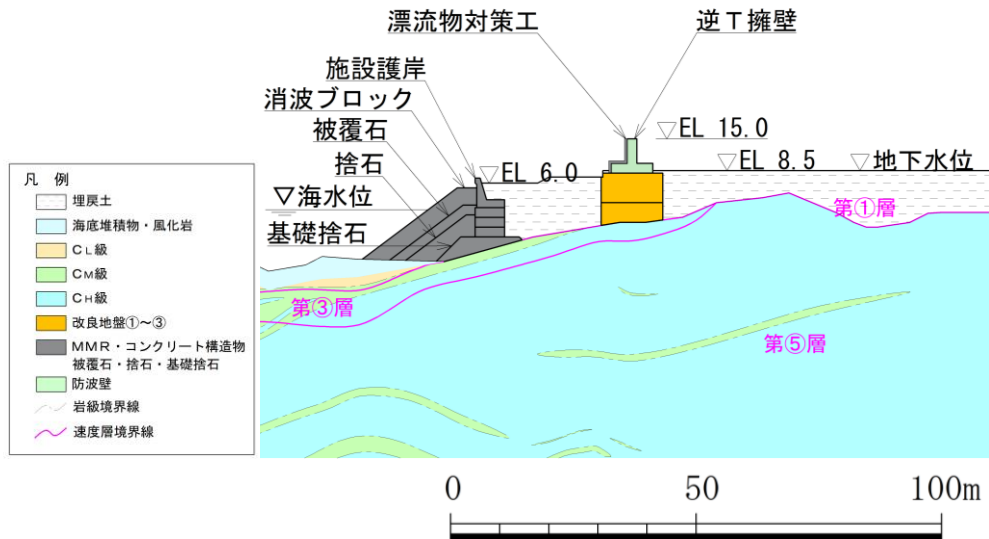 漂流物対策工
逆T擁壁
施設護岸
消波ブロック
被覆石
捨石
▽海水位
基礎捨石
▽EL 15.0
▽EL 6.0
▽EL 8.5
▽地下水位
第①層
第③層
第⑤層
凡 例
埋戻土
海底堆積物・風化岩
CL級
CM級
CH級
改良地盤①~③
MMR・コンクリート構造物
被覆石・捨石・基礎捨石
防波壁
岩級境界線
速度層境界線
0 50 100m